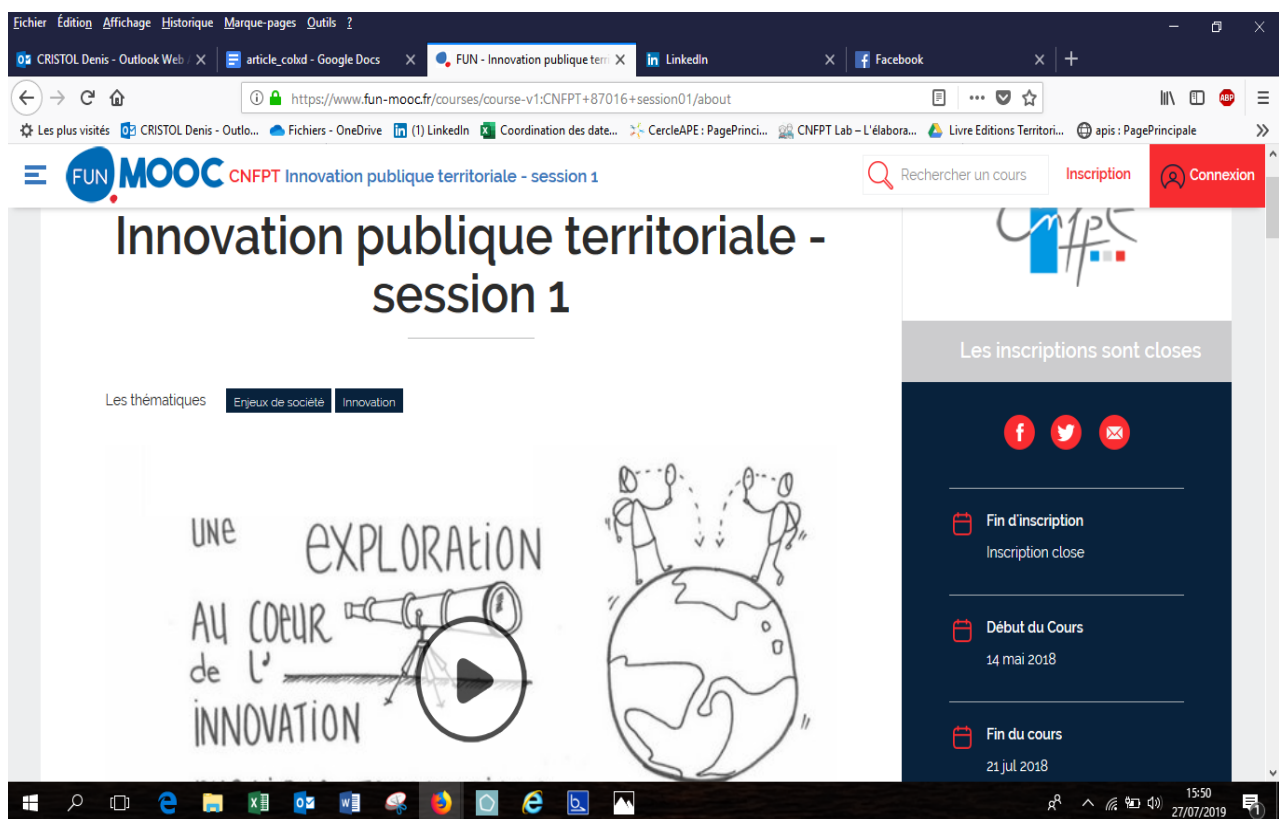 Fichier Édition Affichage Historique Marque-pages Outils ?
CRISTOL Denis - Outlook Web
article_colxd - Google Docs
FUN - Innovation publique terri
LinkedIn
Facebook
https://www.fun-mooc.fr/courses/course-v1:CNFPT+87016+session01/about
Les plus visités CRISTOL Denis - Outlo... Fichiers - OneDrive (1) LinkedIn Coordination des date... CercleAPE : PagePrinci... CNFPT Lab – L'élabora... Livre Editions Territori... apis : PagePrincipale
FUN MOOC CNFPT Innovation publique territoriale - session 1
Rechercher un cours
Inscription
Connexion
Innovation publique territoriale -
session 1
cnfpt
Les inscriptions sont closes
Les thématiques Enjeux de société Innovation
UNE EXPLORATION
AU COEUR
de L'
INNOVATION
Fin d'inscription
Inscription close
Début du Cours
14 mai 2018
Fin du cours
21 jul 2018
15:50
27/07/2019